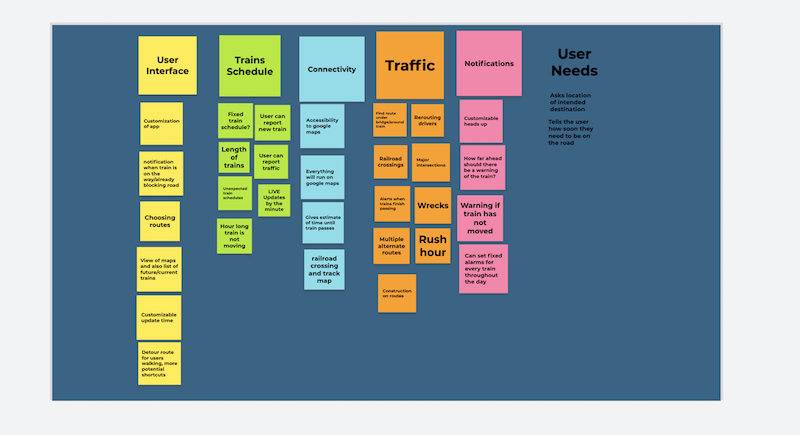 User
Interface
Customization
of app
notification
when train is
on the
way/already
blocking road
Choosing
routes
View of maps
and also list of
future/current
trains
Customizable
update time
Detour route
for users
walking, more
potential
shortcuts
Trains
Schedule
Fixed
train
schedule?
User can
report
new train
Length
of
trains
User can
report
traffic
Unexpected
train
schedules
LIVE
Updates
by the
minute
Hour long
train is
not
moving
Connectivity
Accessibility
to google
maps
Everything
will run on
google maps
Gives estimate
of time until
train passes
railroad
crossing
and track
map
Traffic
Find route
under
bridge/around
train
Rerouting
drivers
Railroad
crossings
Major
intersections
Alerts when
trains finish
passing
Wrecks
Multiple
alternate
routes
Rush
hour
Construction
on routes
Notifications
Customizable
heads up
How far ahead
should there
be a warning
of the train?
Warning if
train has
not
moved
Can set fixed
alarms for
every train
throughout
the day
User
Needs
Asks location
of intended
destination
Tells the user
how soon they
need to be on
the road